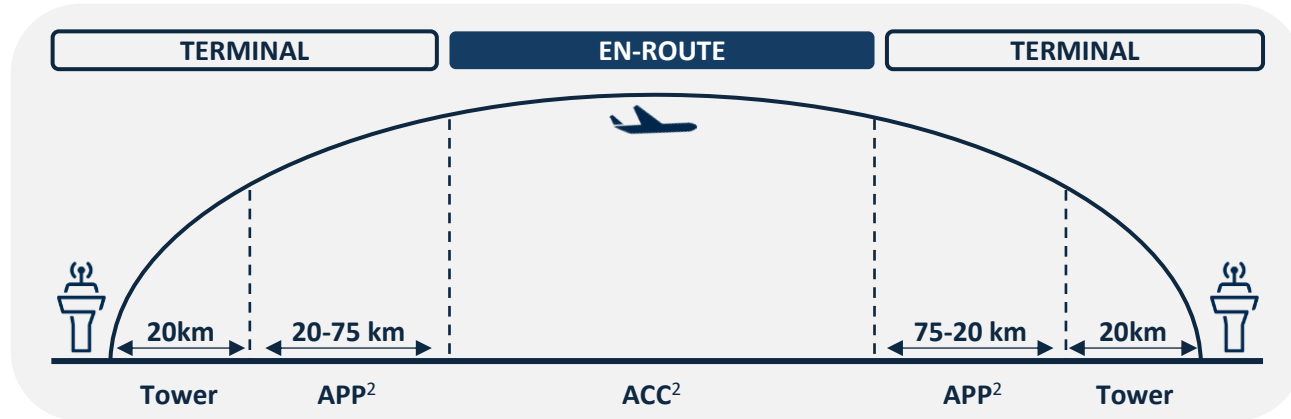 TERMINAL EN-ROUTE TERMINAL
20km 20-75 km 75-20 km 20km
Tower APP² ACC² APP² Tower